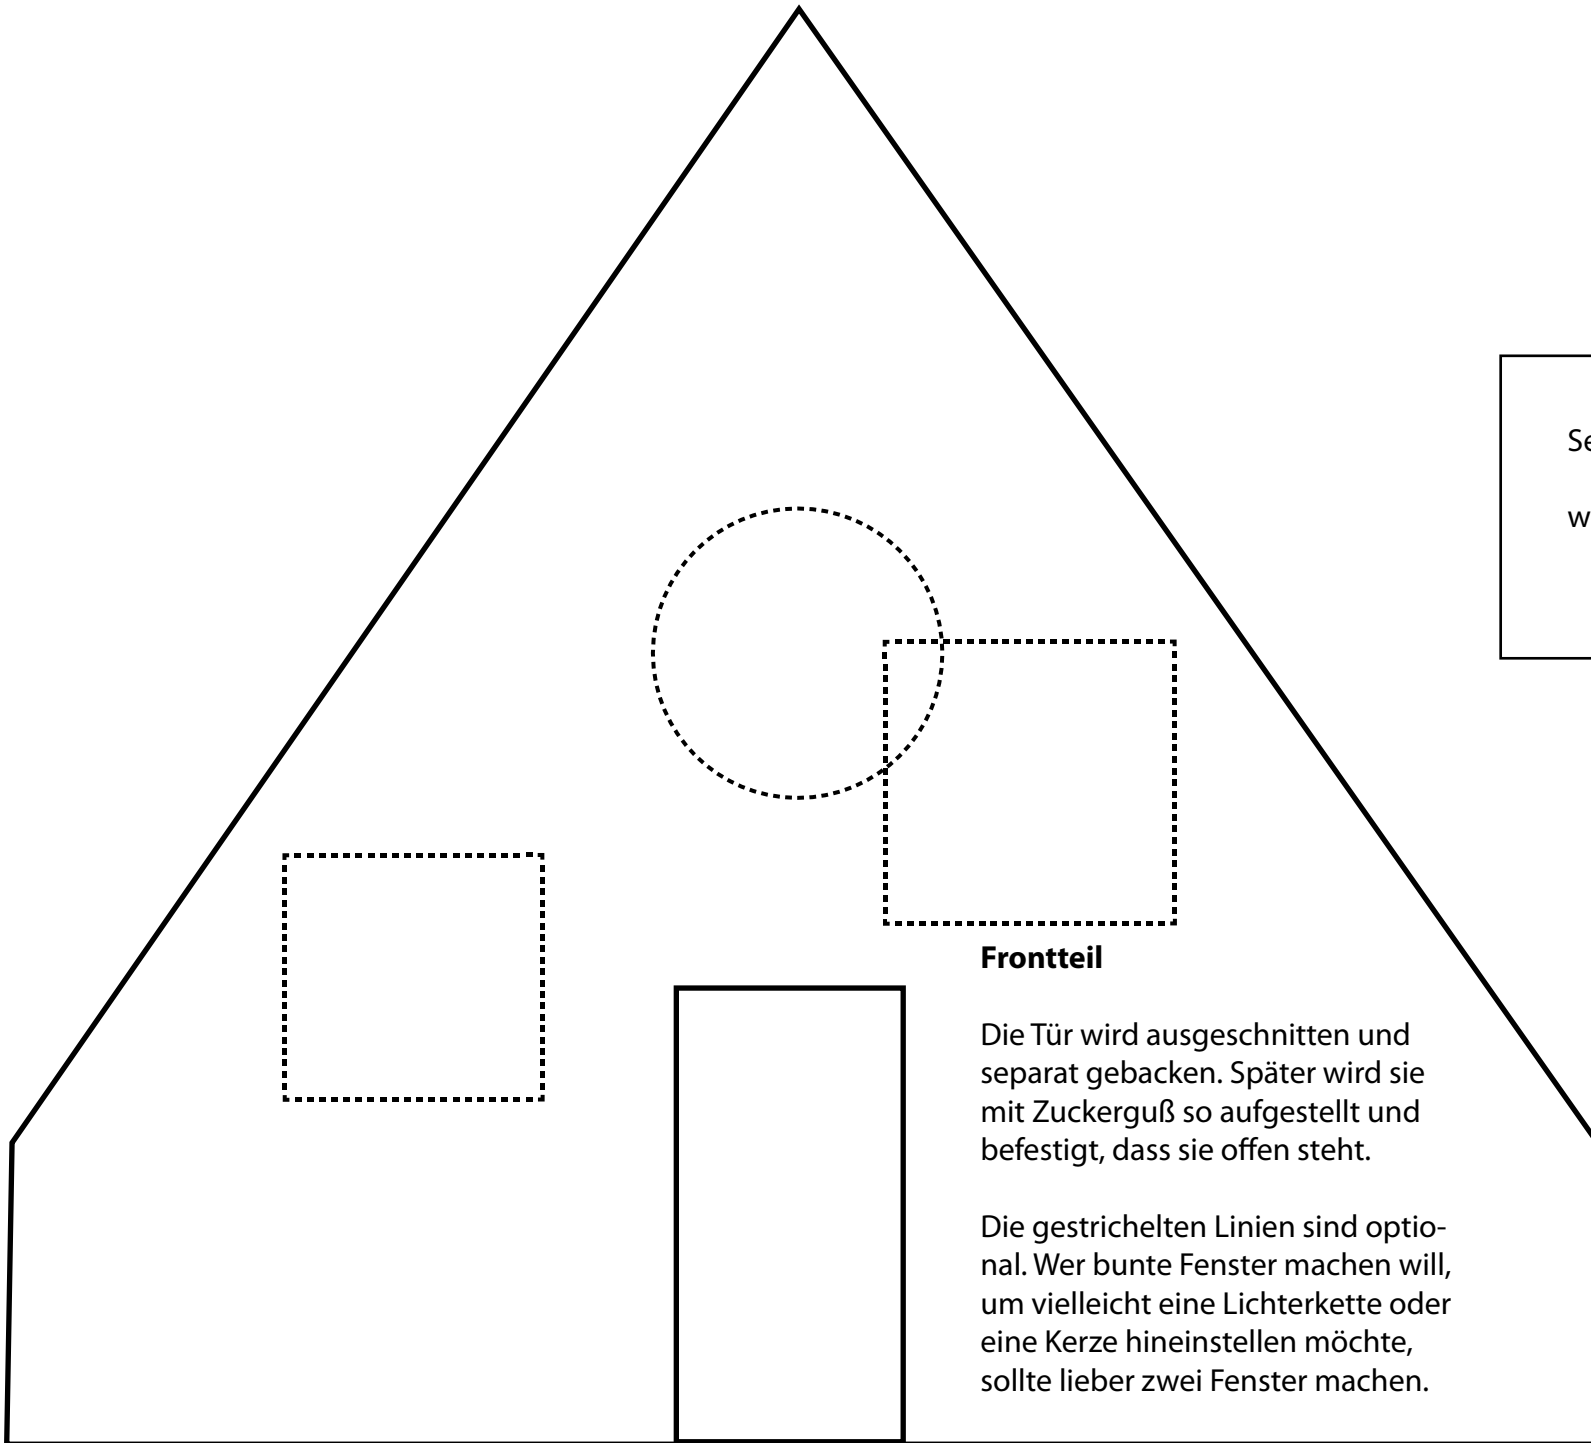 Frontteil
Die Tür wird ausgeschnitten und
separat gebacken. Später wird sie
mit Zuckerguß so aufgestellt und
befestigt, dass sie offen steht.
Die gestrichelten Linien sind optio-
nal. Wer bunte Fenster machen will,
um vielleicht eine Lichterkette oder
eine Kerze hineinstellen möchte,
sollte lieber zwei Fenster machen.